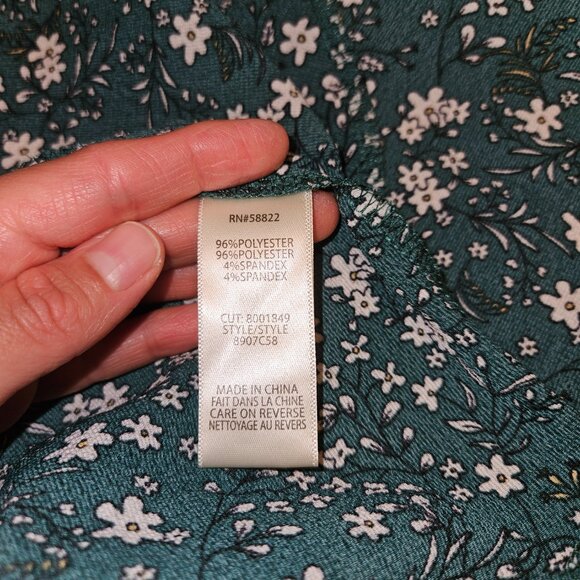 RN#58822
96%POLYESTER
96%POLYESTER
4%SPANDEX
4%SPANDEX
CUT: 8001849
STYLE/STYLE
8907C58
MADE IN CHINA
FAIT DANS LA CHINE
CARE ON REVERSE
NETTOYAGE AU REVERS